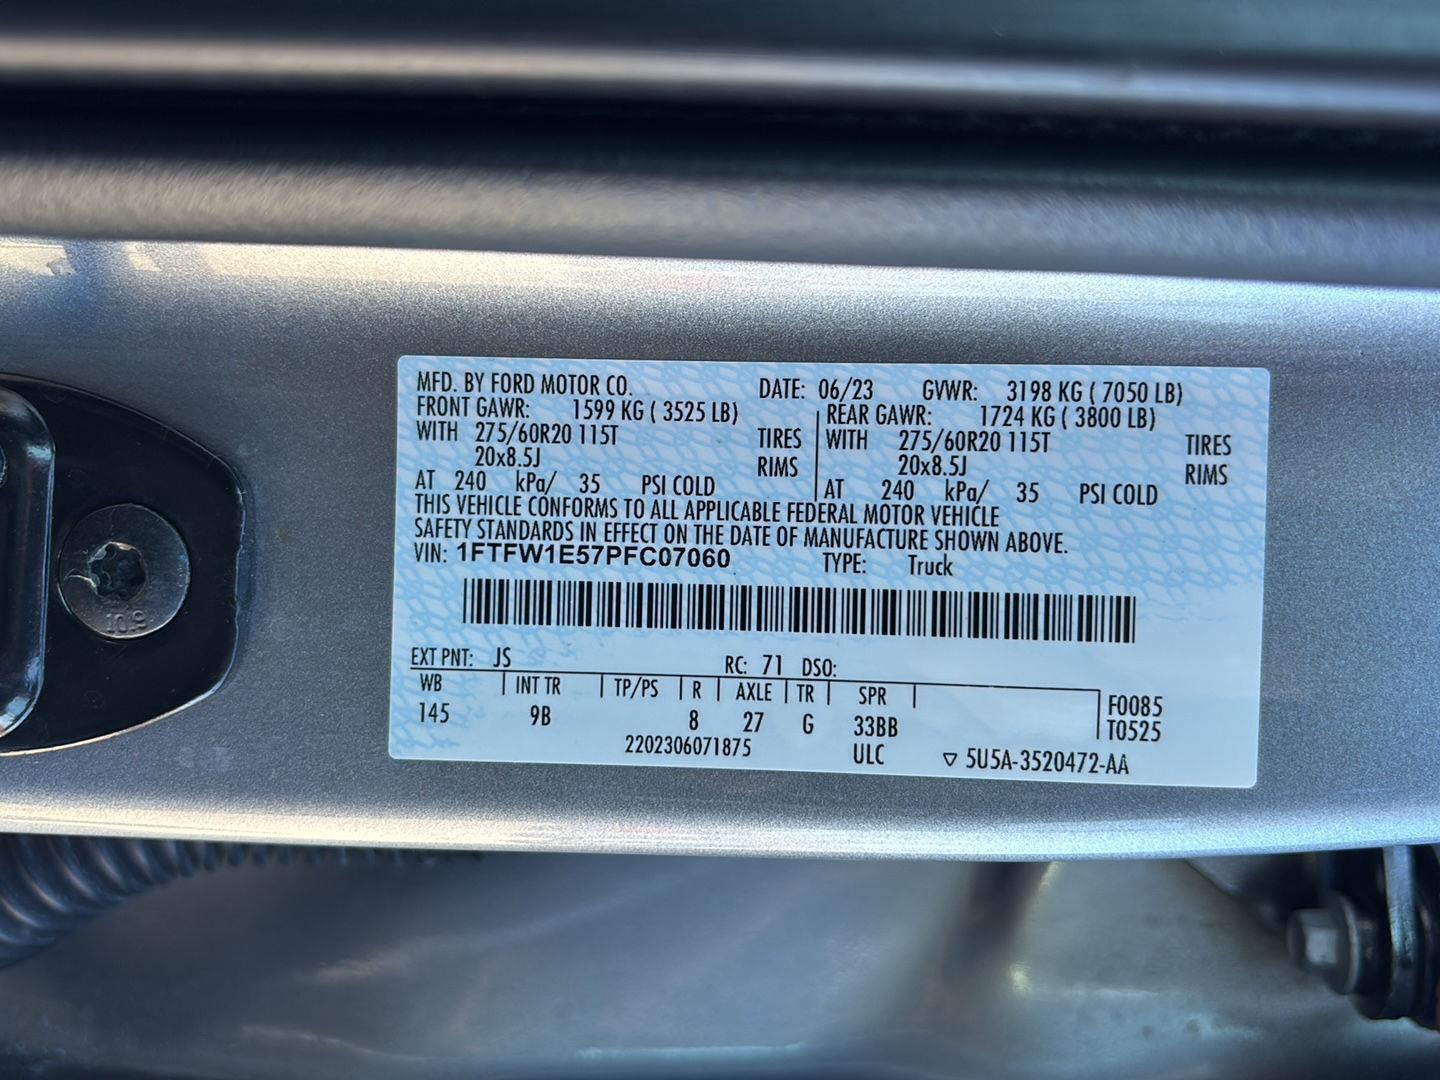 MFD. BY FORD MOTOR CO. DATE: 06/23 GVWR: 3198 KG ( 7050 LB)
FRONT GAWR: 1599 KG ( 3525 LB) REAR GAWR: 1724 KG ( 3800 LB)
WITH 275/60R20 115T TIRES WITH 275/60R20 115T TIRES
20x8.5J RIMS 20x8.5J RIMS
AT 240 kPa/ 35 PSI COLD AT 240 kPa/ 35 PSI COLD
THIS VEHICLE CONFORMS TO ALL APPLICABLE FEDERAL MOTOR VEHICLE
SAFETY STANDARDS IN EFFECT ON THE DATE OF MANUFACTURE SHOWN ABOVE.
VIN: 1FTFW1E57PFC07060 TYPE: Truck
EXT PNT: JS RC: 71 DSO:
WB INT TR TP/PS R AXLE TR SPR F0085
145 9B 8 27 G 33BB T0525
2202306071875 ULC ▽ 5U5A-3520472-AA
10.9